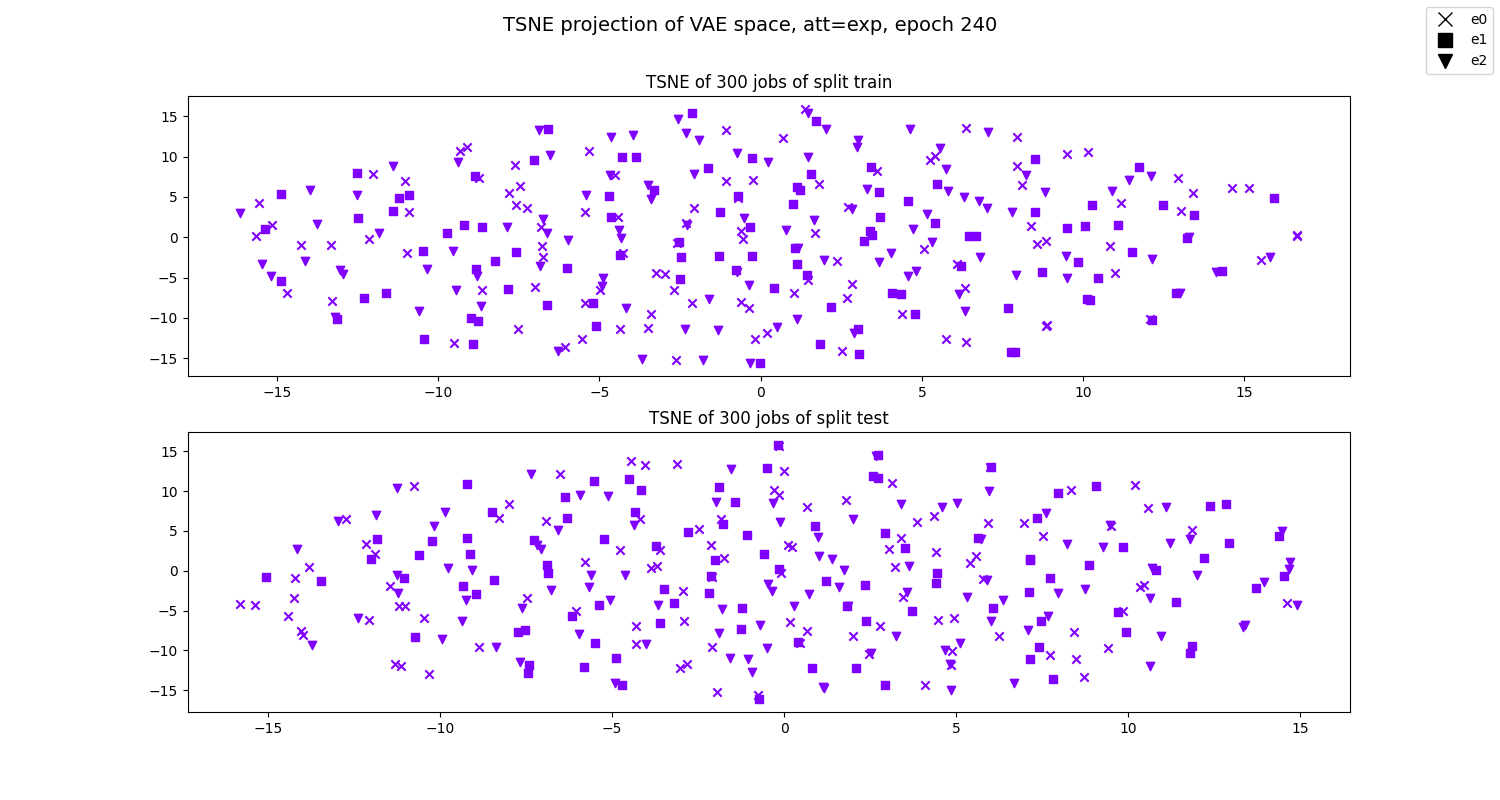 TSNE projection of VAE space, att=exp, epoch 240
e0
e1
e2
TSNE of 300 jobs of split train
15
10
5
0
−5
−10
−15
−15 −10 −5 0 5 10 15
TSNE of 300 jobs of split test
15
10
5
0
−5
−10
−15
−15 −10 −5 0 5 10 15